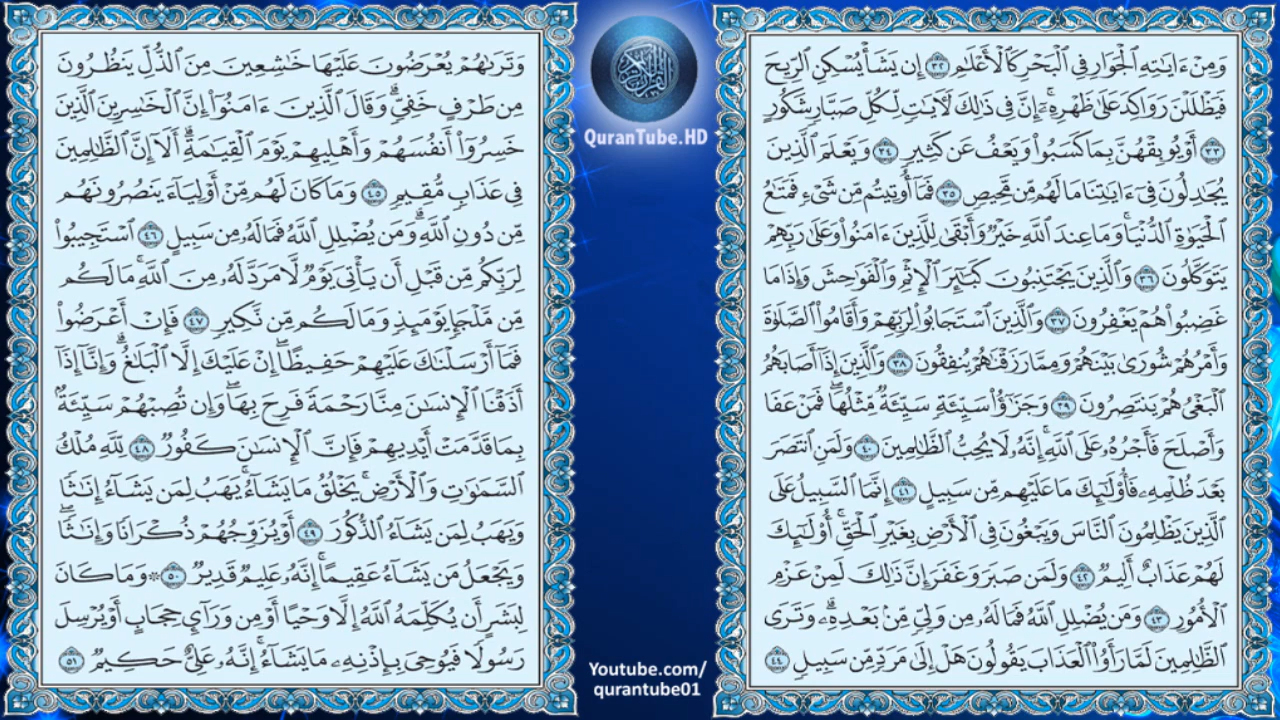 وَمِنْ ءَايَٰتِهِ ٱلْجَوَارِ فِى ٱلْبَحْرِ كَٱلْأَعْلَٰمِ ٣٢ إِن يَشَأْ يُسْكِنِ ٱلرِّيحَ
فَيَظْلَلْنَ رَوَاكِدَ عَلَىٰ ظَهْرِهِۦٓ ۚ إِنَّ فِى ذَٰلِكَ لَءَايَٰتٍ لِّكُلِّ صَبَّارٍ شَكُورٍ
٣٣ أَوْ يُوبِقْهُنَّ بِمَا كَسَبُوا۟ وَيَعْفُ عَن كَثِيرٍ ٣٤ وَيَعْلَمَ ٱلَّذِينَ
يُجَٰدِلُونَ فِىٓ ءَايَٰتِنَا مَا لَهُم مِّن مَّحِيصٍ ٣٥ فَمَآ أُوتِيتُم مِّن شَىْءٍ فَمَتَٰعُ
ٱلْحَيَوٰةِ ٱلدُّنْيَا ۖ وَمَا عِندَ ٱللَّهِ خَيْرٌ وَأَبْقَىٰ لِلَّذِينَ ءَامَنُوا۟ وَعَلَىٰ رَبِّهِمْ
يَتَوَكَّلُونَ ٣٦ وَٱلَّذِينَ يَجْتَنِبُونَ كَبَٰٓئِرَ ٱلْإِثْمِ وَٱلْفَوَٰحِشَ وَإِذَا مَا
غَضِبُوا۟ هُمْ يَغْفِرُونَ ٣٧ وَٱلَّذِينَ ٱسْتَجَابُوا۟ لِرَبِّهِمْ وَأَقَامُوا۟ ٱلصَّلَوٰةَ
وَأَمْرُهُمْ شُورَىٰ بَيْنَهُمْ وَمِمَّا رَزَقْنَٰهُمْ يُنفِقُونَ ٣٨ وَٱلَّذِينَ إِذَآ أَصَابَهُمُ
ٱلْبَغْىُ هُمْ يَنتَصِرُونَ ٣٩ وَجَزَٰٓؤُا۟ سَيِّئَةٍ سَيِّئَةٌ مِّثْلُهَا ۖ فَمَنْ عَفَا
وَأَصْلَحَ فَأَجْرُهُۥ عَلَى ٱللَّهِ ۚ إِنَّهُۥ لَا يُحِبُّ ٱلظَّٰلِمِينَ ٤٠ وَلَمَنِ ٱنتَصَرَ
بَعْدَ ظُلْمِهِۦ فَأُو۟لَٰٓئِكَ مَا عَلَيْهِم مِّن سَبِيلٍ ٤١ إِنَّمَا ٱلسَّبِيلُ عَلَى
ٱلَّذِينَ يَظْلِمُونَ ٱلنَّاسَ وَيَبْغُونَ فِى ٱلْأَرْضِ بِغَيْرِ ٱلْحَقِّ ۚ أُو۟لَٰٓئِكَ
لَهُمْ عَذَابٌ أَلِيمٌ ٤٢ وَلَمَن صَبَرَ وَغَفَرَ إِنَّ ذَٰلِكَ لَمِنْ عَزْمِ
ٱلْأُمُورِ ٤٣ وَمَن يُضْلِلِ ٱللَّهُ فَمَا لَهُۥ مِن وَلِىٍّ مِّنۢ بَعْدِهِۦ ۗ وَتَرَى
ٱلظَّٰلِمِينَ لَمَّا رَأَوُا۟ ٱلْعَذَابَ يَقُولُونَ هَلْ إِلَىٰ مَرَدٍّ مِّن سَبِيلٍ ٤٤
وَتَرَىٰهُمْ يُعْرَضُونَ عَلَيْهَا خَٰشِعِينَ مِنَ ٱلذُّلِّ يَنظُرُونَ
مِن طَرْفٍ خَفِىٍّ ۗ وَقَالَ ٱلَّذِينَ ءَامَنُوٓا۟ إِنَّ ٱلْخَٰسِرِينَ ٱلَّذِينَ
خَسِرُوٓا۟ أَنفُسَهُمْ وَأَهْلِيهِمْ يَوْمَ ٱلْقِيَٰمَةِ ۗ أَلَآ إِنَّ ٱلظَّٰلِمِينَ
فِى عَذَابٍ مُّقِيمٍ ٤٥ وَمَا كَانَ لَهُم مِّنْ أَوْلِيَآءَ يَنصُرُونَهُم
مِّن دُونِ ٱللَّهِ ۗ وَمَن يُضْلِلِ ٱللَّهُ فَمَا لَهُۥ مِن سَبِيلٍ ٤٦ ٱسْتَجِيبُوا۟
لِرَبِّكُم مِّن قَبْلِ أَن يَأْتِىَ يَوْمٌ لَّا مَرَدَّ لَهُۥ مِنَ ٱللَّهِ ۚ مَا لَكُم
مِّن مَّلْجَإٍ يَوْمَئِذٍ وَمَا لَكُم مِّن نَّكِيرٍ ٤٧ فَإِنْ أَعْرَضُوا۟
فَمَآ أَرْسَلْنَٰكَ عَلَيْهِمْ حَفِيظًا ۖ إِنْ عَلَيْكَ إِلَّا ٱلْبَلَٰغُ ۗ وَإِنَّآ إِذَآ
أَذَقْنَا ٱلْإِنسَٰنَ مِنَّا رَحْمَةً فَرِحَ بِهَا ۖ وَإِن تُصِبْهُمْ سَيِّئَةٌۢ
بِمَا قَدَّمَتْ أَيْدِيهِمْ فَإِنَّ ٱلْإِنسَٰنَ كَفُورٌ ٤٨ لِّلَّهِ مُلْكُ
ٱلسَّمَٰوَٰتِ وَٱلْأَرْضِ ۚ يَخْلُقُ مَا يَشَآءُ ۚ يَهَبُ لِمَن يَشَآءُ إِنَٰثًا
وَيَهَبُ لِمَن يَشَآءُ ٱلذُّكُورَ ٤٩ أَوْ يُزَوِّجُهُمْ ذُكْرَانًا وَإِنَٰثًا ۖ
وَيَجْعَلُ مَن يَشَآءُ عَقِيمًا ۚ إِنَّهُۥ عَلِيمٌ قَدِيرٌ ٥٠ ۞ وَمَا كَانَ
لِبَشَرٍ أَن يُكَلِّمَهُ ٱللَّهُ إِلَّا وَحْيًا أَوْ مِن وَرَآئِ حِجَابٍ أَوْ يُرْسِلَ
رَسُولًا فَيُوحِىَ بِإِذْنِهِۦ مَا يَشَآءُ ۚ إِنَّهُۥ عَلِىٌّ حَكِيمٌ ٥١
QuranTube.HD
Youtube.com/
qurantube01